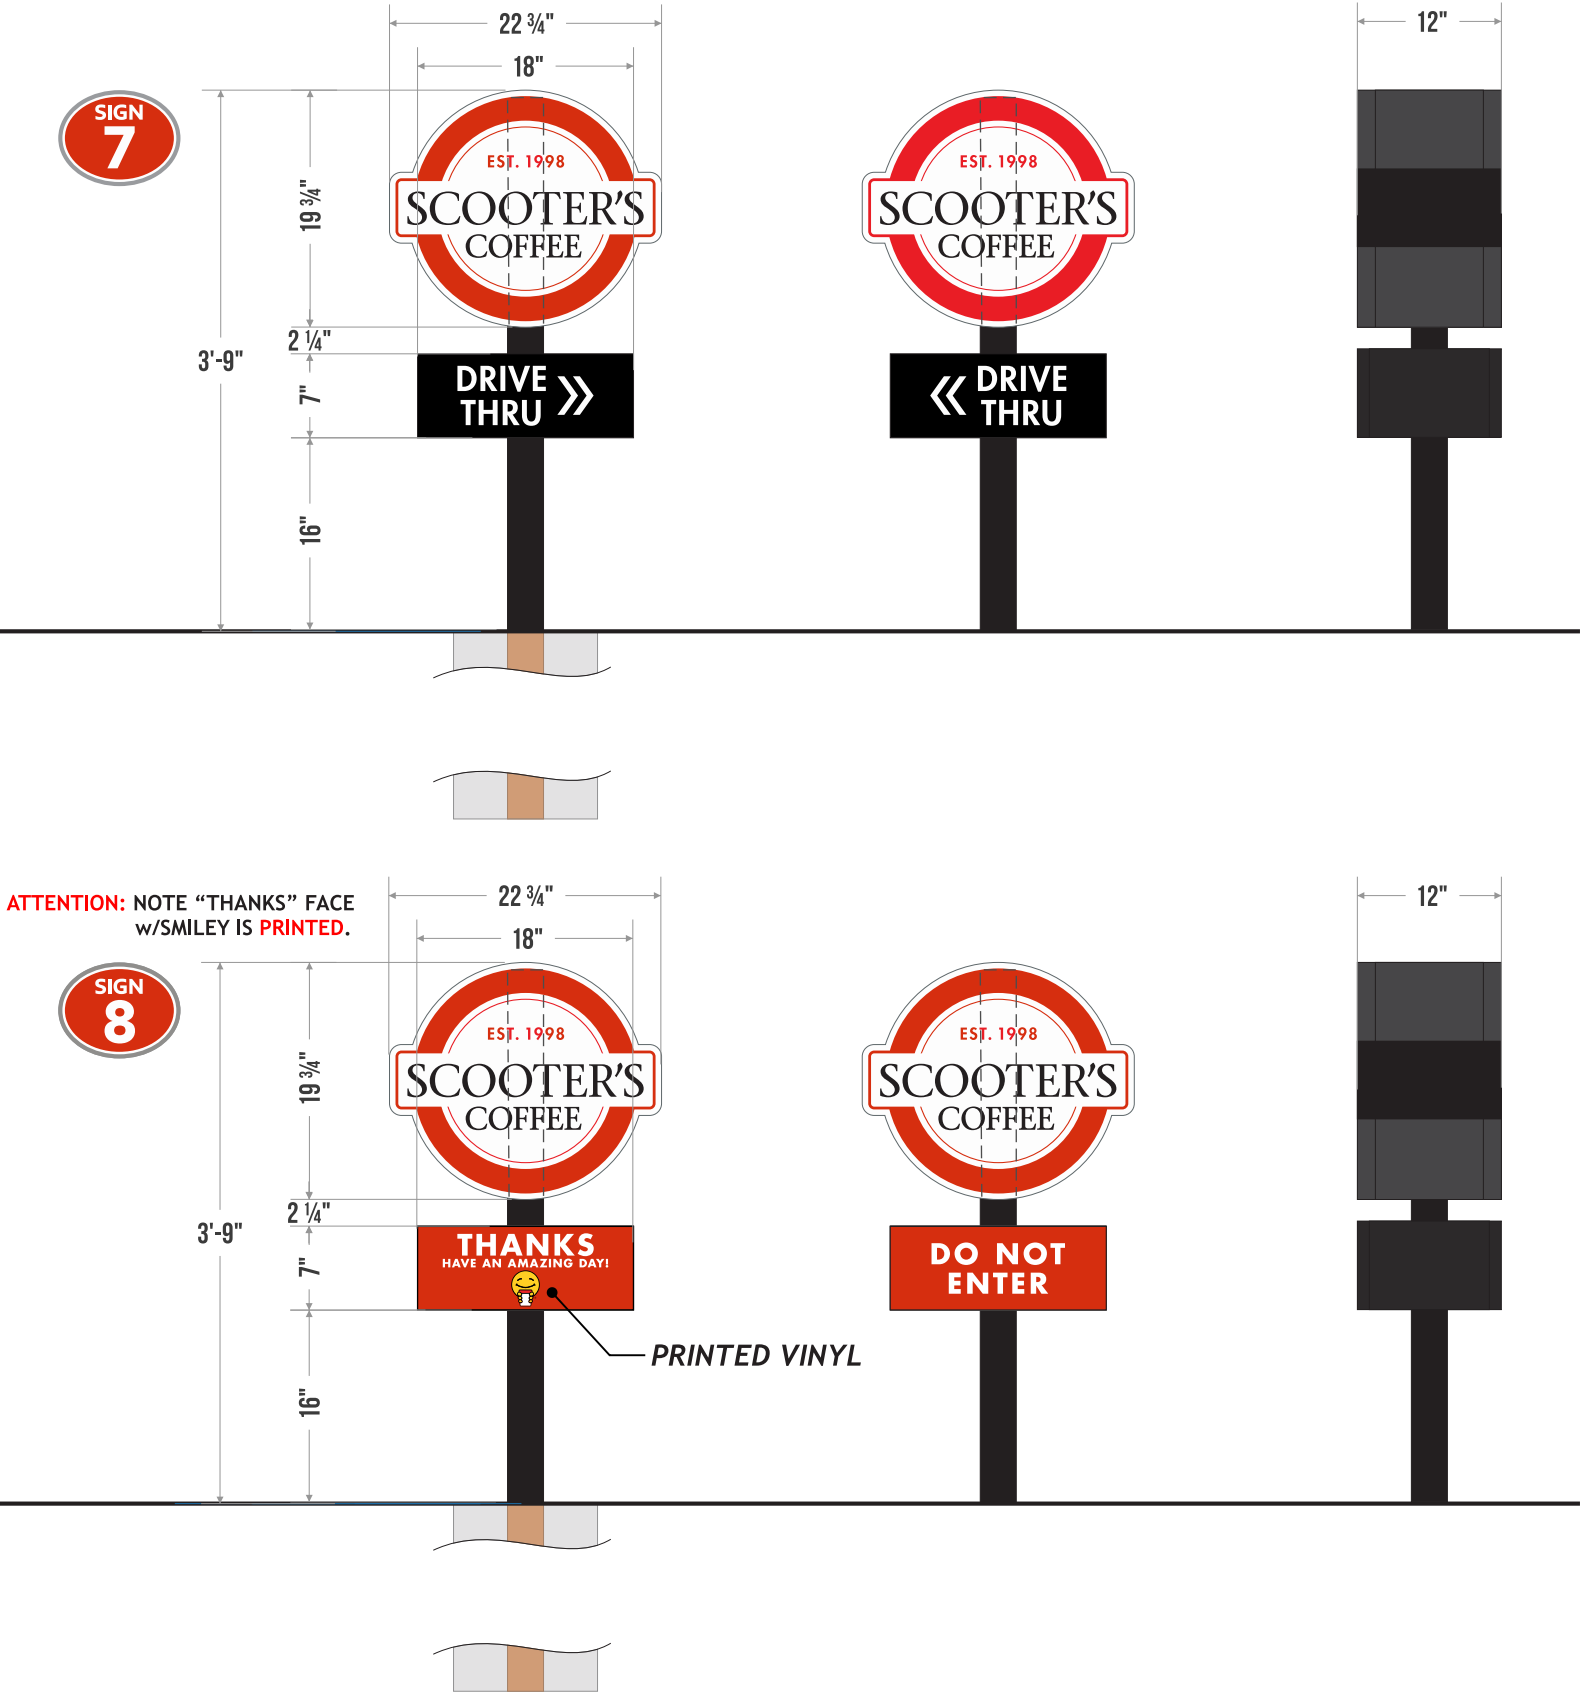 22 ¾"
12"
18"
SIGN
7
EST. 1998
SCOOTER'S
COFFEE
EST. 1998
SCOOTER'S
COFFEE
19 ¾"
2 ¼"
3'-9"
7"
DRIVE
THRU »
« DRIVE
THRU
16"
ATTENTION: NOTE “THANKS” FACE
w/SMILEY IS PRINTED.
22 ¾"
12"
18"
SIGN
8
EST. 1998
SCOOTER'S
COFFEE
EST. 1998
SCOOTER'S
COFFEE
19 ¾"
2 ¼"
3'-9"
7"
THANKS
HAVE AN AMAZING DAY!
DO NOT
ENTER
PRINTED VINYL
16"